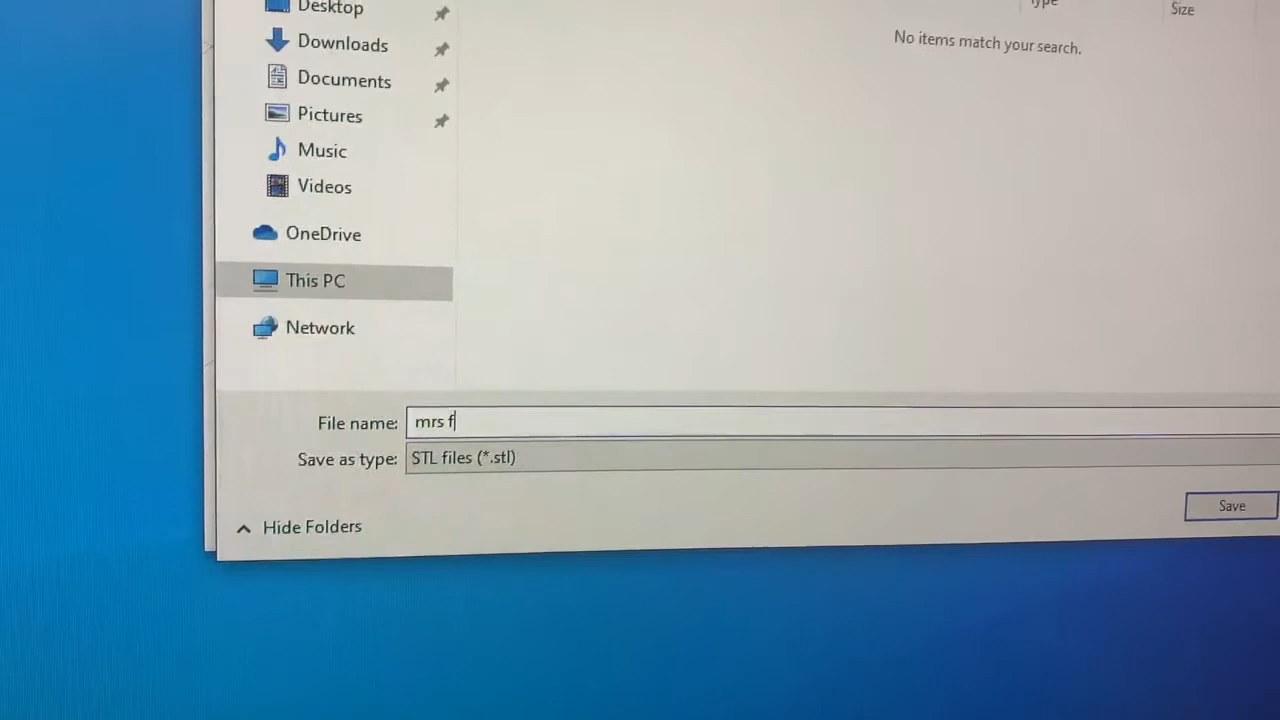 Desktop
Type
Size
Downloads
No items match your search.
Documents
Pictures
Music
Videos
OneDrive
This PC
Network
File name: mrs f
Save as type: STL files (*.stl)
Save
Hide Folders